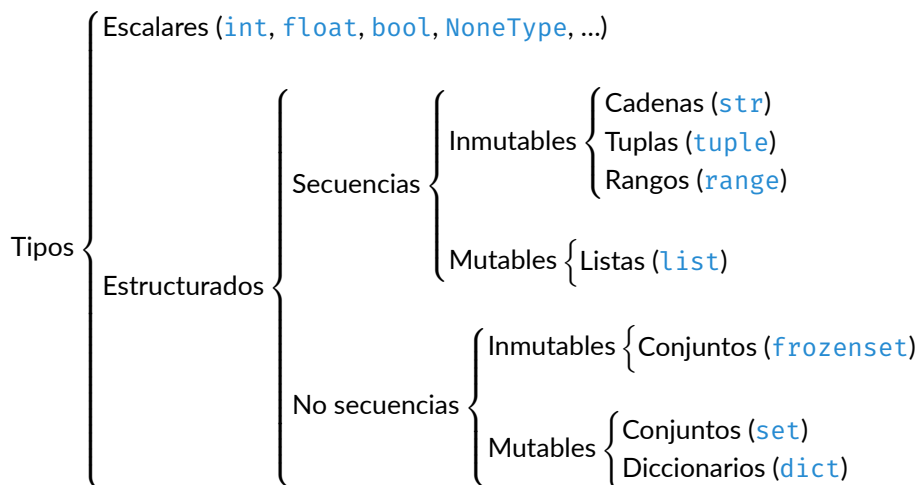 Tipos
Escalares (int, float, bool, NoneType, …)
Estructurados
Secuencias
Inmutables
Cadenas (str)
Tuplas (tuple)
Rangos (range)
Mutables
Listas (list)
No secuencias
Inmutables
Conjuntos (frozenset)
Mutables
Conjuntos (set)
Diccionarios (dict)